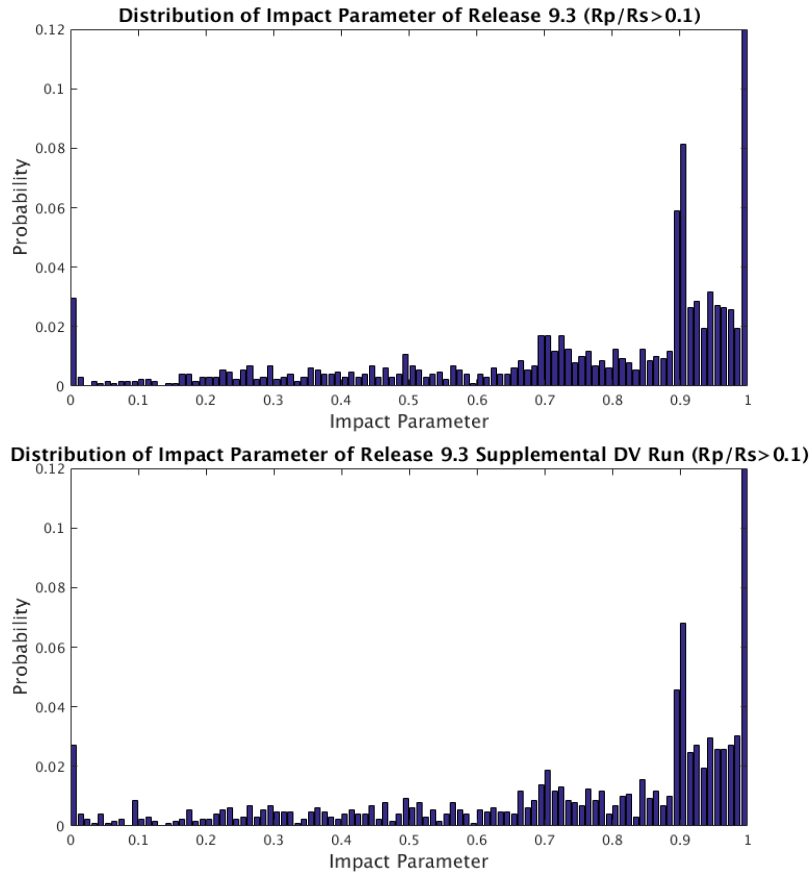 Distribution of Impact Parameter of Release 9.3 (Rp/Rs>0.1)
0.12
0.1
0.08
0.06
0.04
0.02
0
Probability
0 0.1 0.2 0.3 0.4 0.5 0.6 0.7 0.8 0.9 1
Impact Parameter
Distribution of Impact Parameter of Release 9.3 Supplemental DV Run (Rp/Rs>0.1)
0.12
0.1
0.08
0.06
0.04
0.02
0
Probability
0 0.1 0.2 0.3 0.4 0.5 0.6 0.7 0.8 0.9 1
Impact Parameter